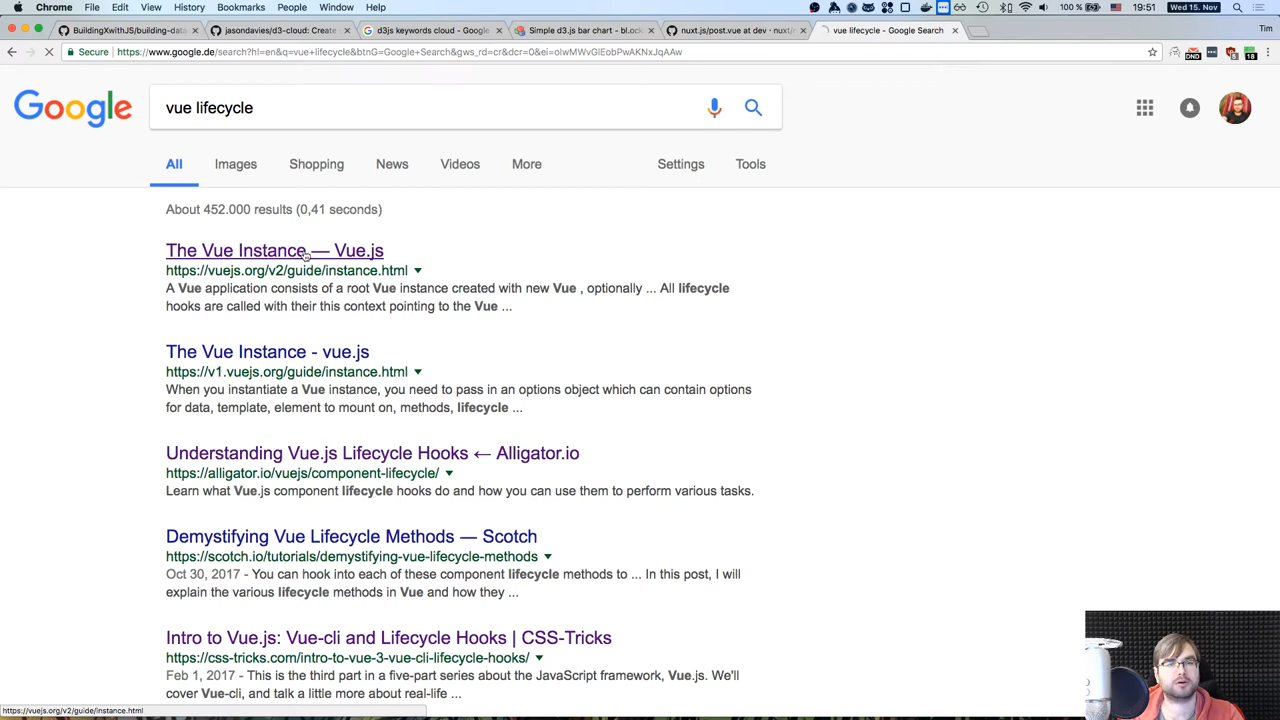 Chrome File Edit View History Bookmarks People Window Help 100 % Wed 15. Nov 19:51
BuildingXwithJS/building-data jasondavies/d3-cloud: Create d3js keywords cloud - Google Simple d3.js bar chart - bl.ock nuxt.js/post.vue at dev · nuxt/ vue lifecycle - Google Search Tim
Secure https://www.google.de/search?hl=en&q=vue+lifecycle&btnG=Google+Search&gws_rd=cr&dcr=0&ei=oIwMWvGIEobPwAKNxJqAAw DND 5 18
Google vue lifecycle
All Images Shopping News Videos More Settings Tools
About 452.000 results (0,41 seconds)
The Vue Instance — Vue.js
https://vuejs.org/v2/guide/instance.html
A Vue application consists of a root Vue instance created with new Vue , optionally ... All lifecycle
hooks are called with their this context pointing to the Vue ...
The Vue Instance - vue.js
https://v1.vuejs.org/guide/instance.html
When you instantiate a Vue instance, you need to pass in an options object which can contain options
for data, template, element to mount on, methods, lifecycle ...
Understanding Vue.js Lifecycle Hooks ← Alligator.io
https://alligator.io/vuejs/component-lifecycle/
Learn what Vue.js component lifecycle hooks do and how you can use them to perform various tasks.
Demystifying Vue Lifecycle Methods — Scotch
https://scotch.io/tutorials/demystifying-vue-lifecycle-methods
Oct 30, 2017 - You can hook into each of these component lifecycle methods to ... In this post, I will
explain the various lifecycle methods in Vue and how they ...
Intro to Vue.js: Vue-cli and Lifecycle Hooks | CSS-Tricks
https://css-tricks.com/intro-to-vue-3-vue-cli-lifecycle-hooks/
Feb 1, 2017 - This is the third part in a five-part series about the JavaScript framework, Vue.js. We'll
cover Vue-cli, and talk a little more about real-life ...
https://vuejs.org/v2/guide/instance.html